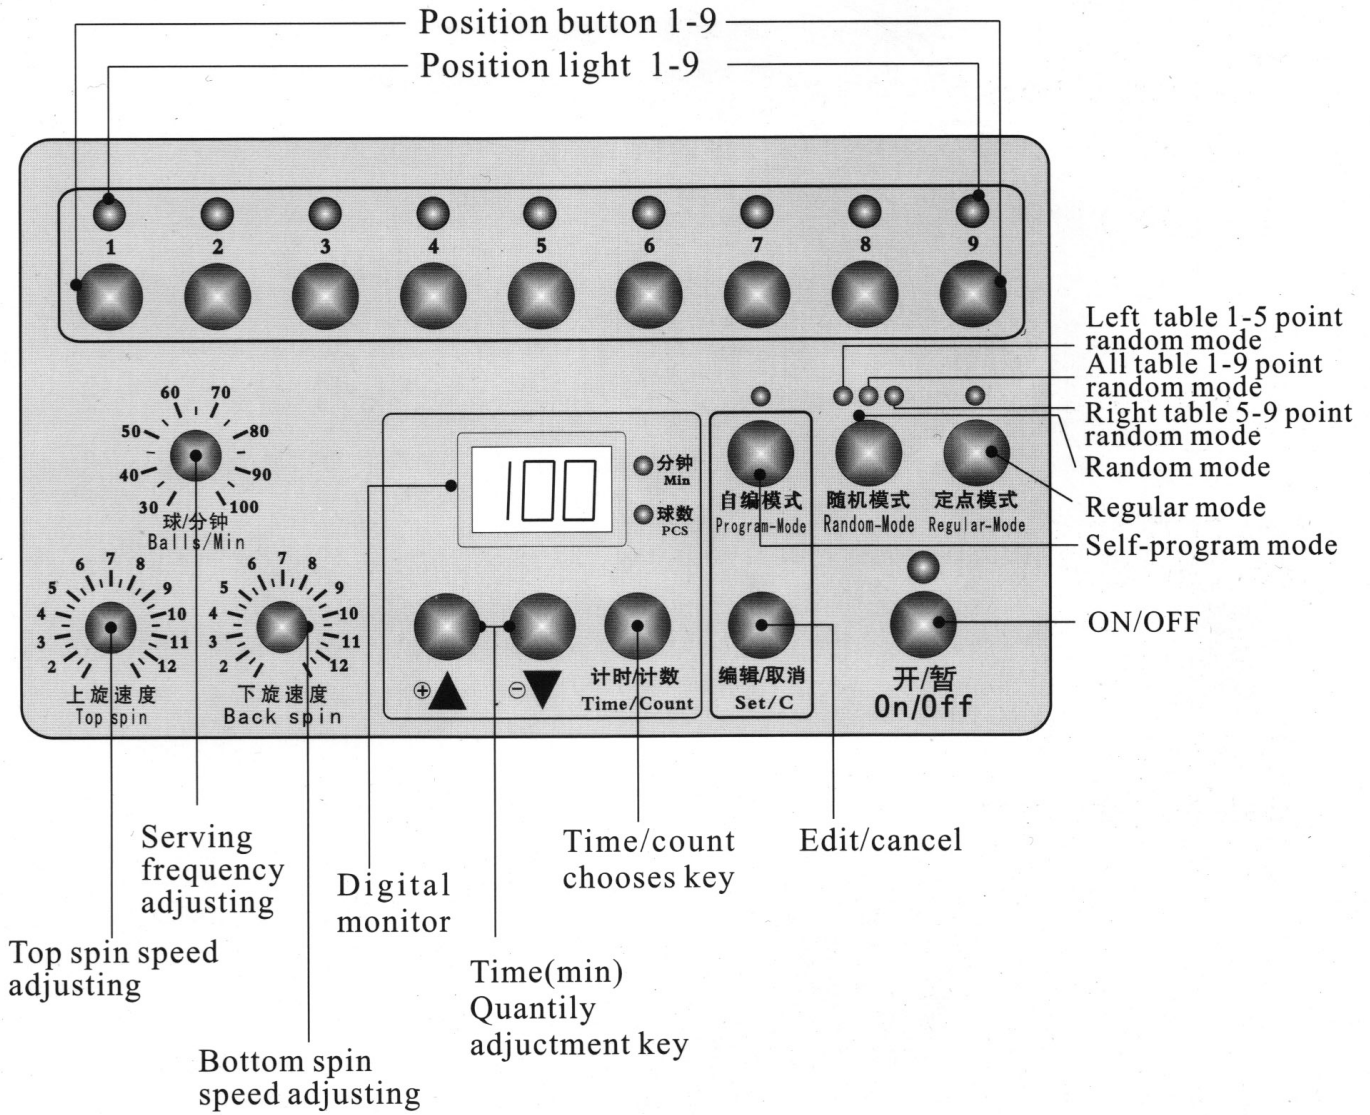 Position button 1-9
Position light 1-9
1 2 3 4 5 6 7 8 9
Left table 1-5 point
random mode
All table 1-9 point
random mode
Right table 5-9 point
random mode
Random mode
Regular mode
Self-program mode
ON/OFF
60 70
50 80
40 90
30 100
球/分钟
Balls/Min
100
分钟
Min
球数
PCS
自编模式
Program-Mode
随机模式
Random-Mode
定点模式
Regular-Mode
2 3 4 5 6 7 8 9 10 11 12
上旋速度
Top spin
2 3 4 5 6 7 8 9 10 11 12
下旋速度
Back spin
⊕▲
⊖▼
计时/计数
Time/Count
编辑/取消
Set/C
开/暂
On/Off
Serving
frequency
adjusting
Digital
monitor
Time/count
chooses key
Edit/cancel
Top spin speed
adjusting
Time(min)
Quantily
adjuctment key
Bottom spin
speed adjusting